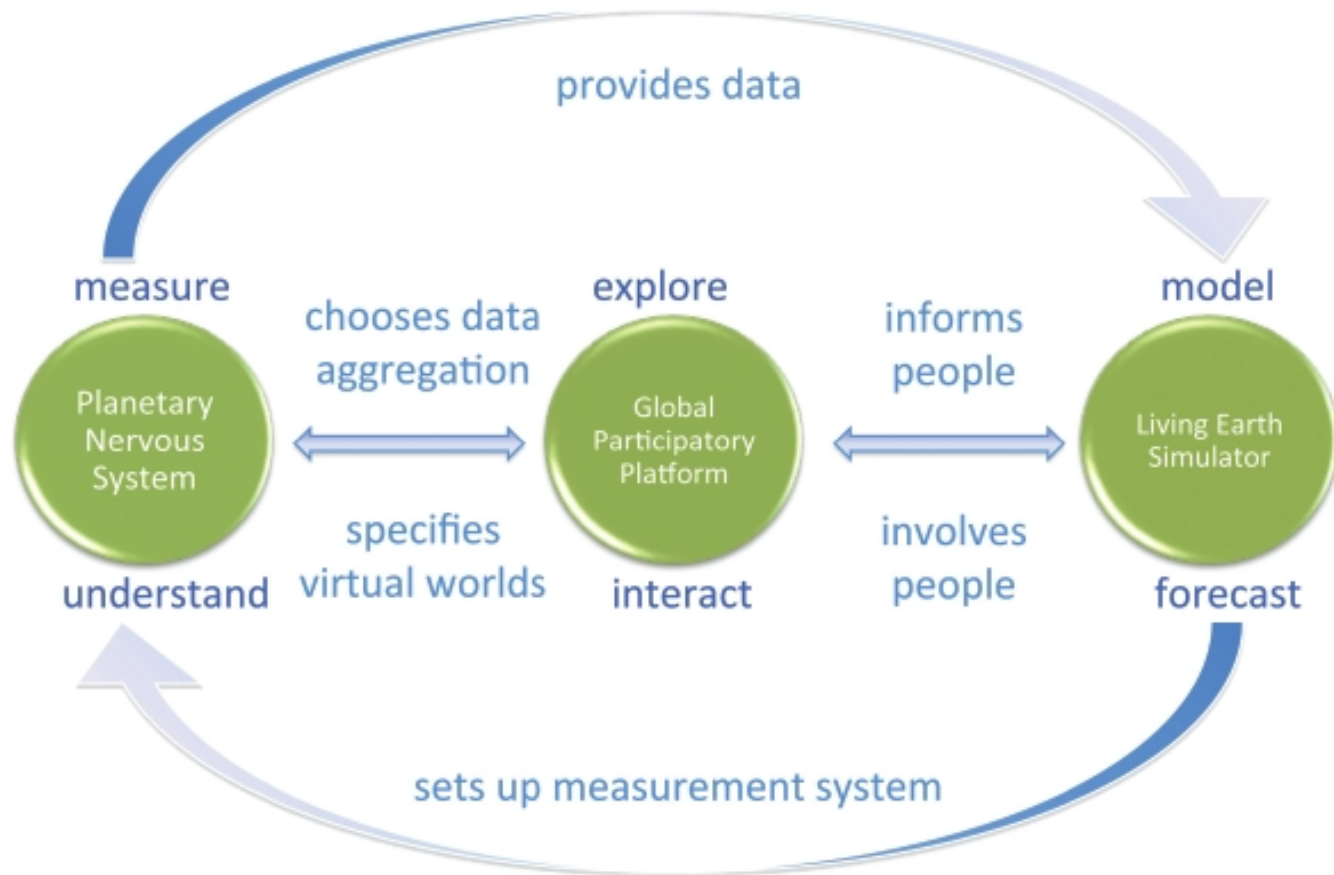 provides data
measure
explore
model
chooses data
aggregation
informs
people
Planetary
Nervous
System
Global
Participatory
Platform
Living Earth
Simulator
specifies
virtual worlds
involves
people
understand
interact
forecast
sets up measurement system